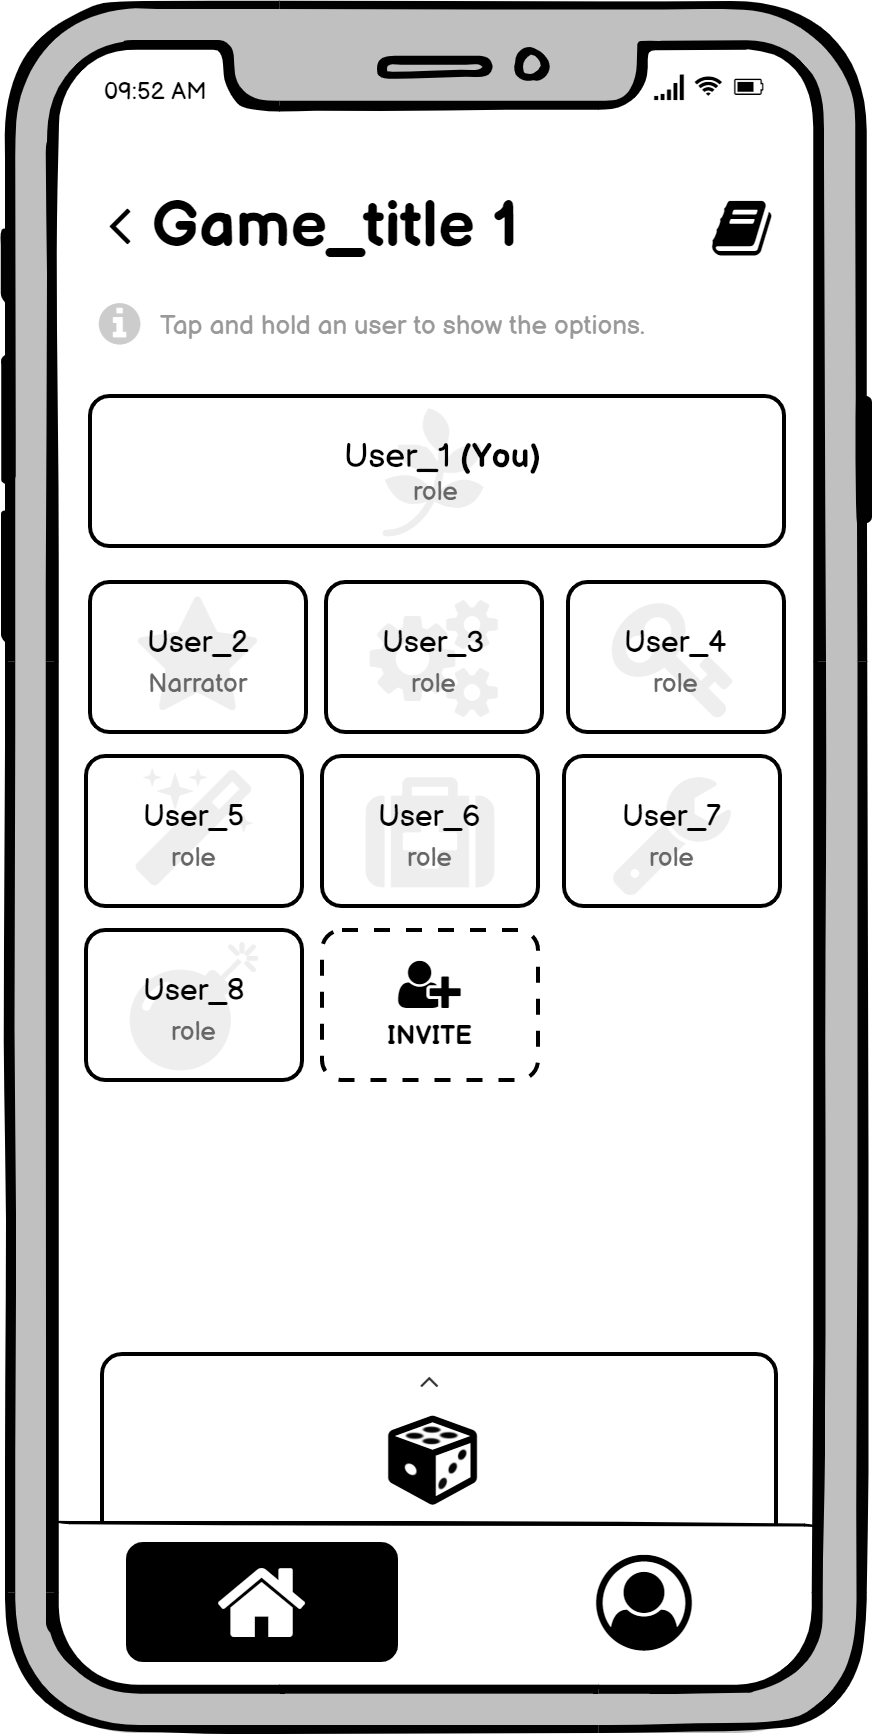 09:52 AM
Game_title 1
Tap and hold an user to show the options.
User_1 (You)
role
User_2
Narrator
User_3
role
User_4
role
User_5
role
User_6
role
User_7
role
User_8
role
INVITE